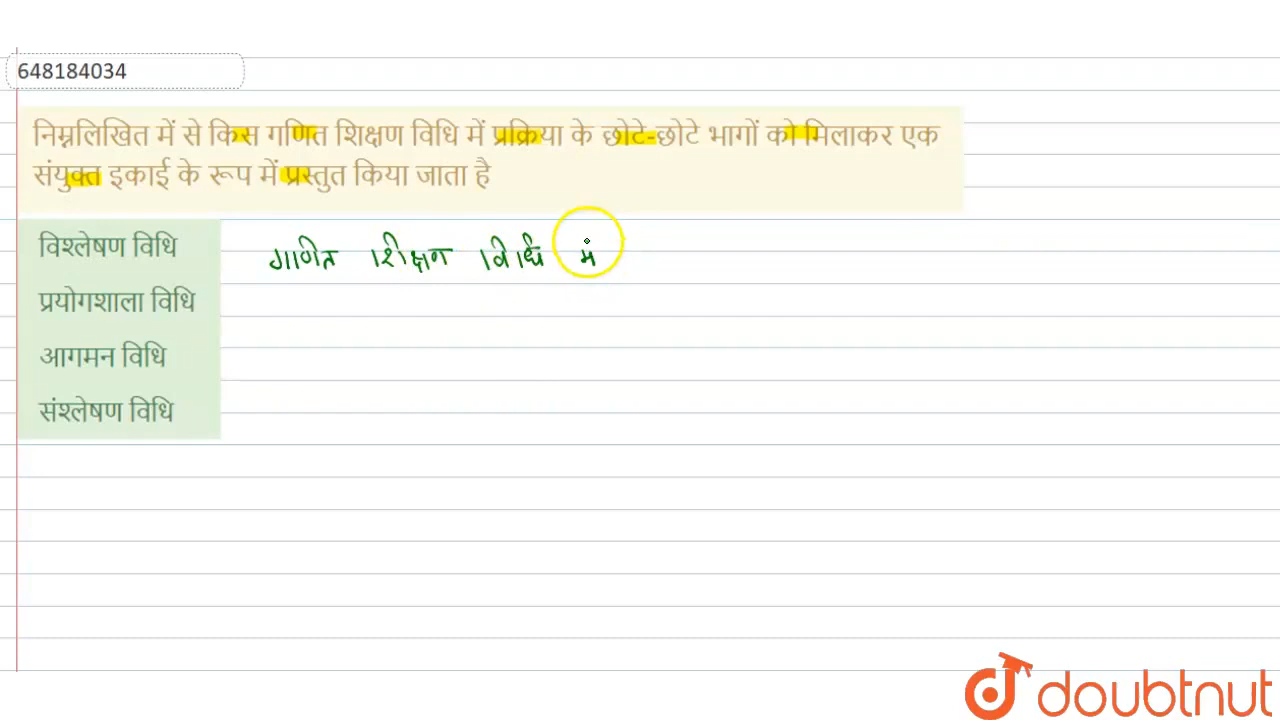 648184034
निम्नलिखित में से किस गणित शिक्षण विधि में प्रक्रिया के छोटे-छोटे भागों को मिलाकर एक
संयुक्त इकाई के रूप में प्रस्तुत किया जाता है
विश्लेषण विधि
गणित शिक्षण विधि में
प्रयोगशाला विधि
आगमन विधि
संश्लेषण विधि
doubtnut